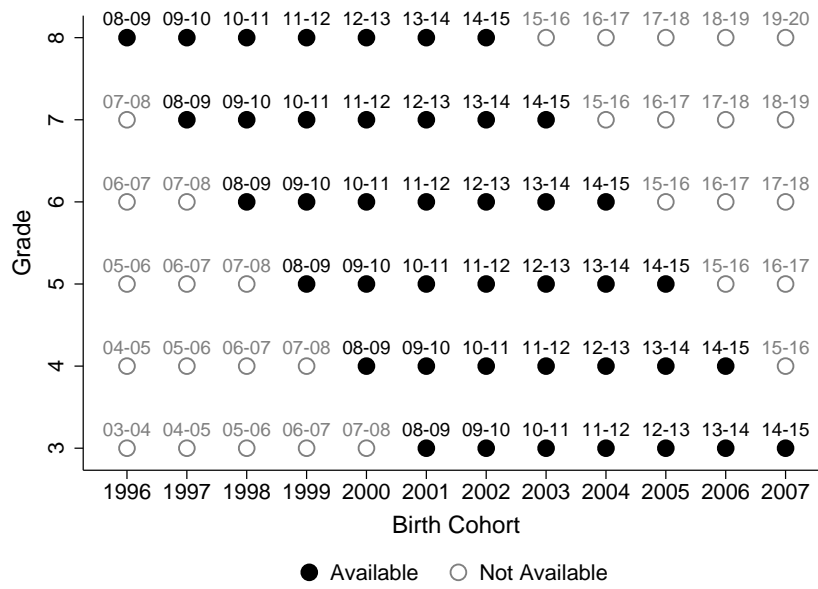 08-09 09-10 10-11 11-12 12-13 13-14 14-15 15-16 16-17 17-18 18-19 19-20
8
07-08 08-09 09-10 10-11 11-12 12-13 13-14 14-15 15-16 16-17 17-18 18-19
7
06-07 07-08 08-09 09-10 10-11 11-12 12-13 13-14 14-15 15-16 16-17 17-18
6
Grade
05-06 06-07 07-08 08-09 09-10 10-11 11-12 12-13 13-14 14-15 15-16 16-17
5
04-05 05-06 06-07 07-08 08-09 09-10 10-11 11-12 12-13 13-14 14-15 15-16
4
03-04 04-05 05-06 06-07 07-08 08-09 09-10 10-11 11-12 12-13 13-14 14-15
3
1996 1997 1998 1999 2000 2001 2002 2003 2004 2005 2006 2007
Birth Cohort
Available Not Available